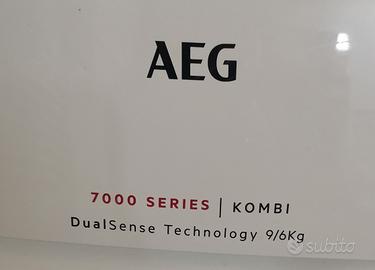 AEG
7000 SERIES | KOMBI
DualSense Technology 9/6Kg
subito